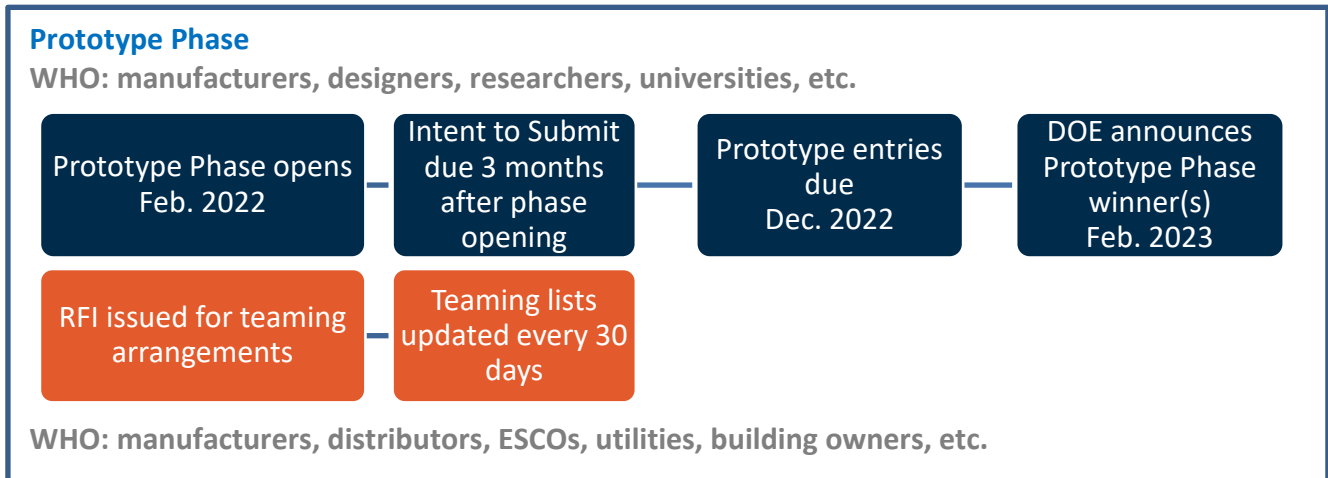 Prototype Phase
WHO: manufacturers, designers, researchers, universities, etc.
Prototype Phase opens
Feb. 2022
Intent to Submit
due 3 months
after phase
opening
Prototype entries
due
Dec. 2022
DOE announces
Prototype Phase
winner(s)
Feb. 2023
RFI issued for teaming
arrangements
Teaming lists
updated every 30
days
WHO: manufacturers, distributors, ESCOs, utilities, building owners, etc.